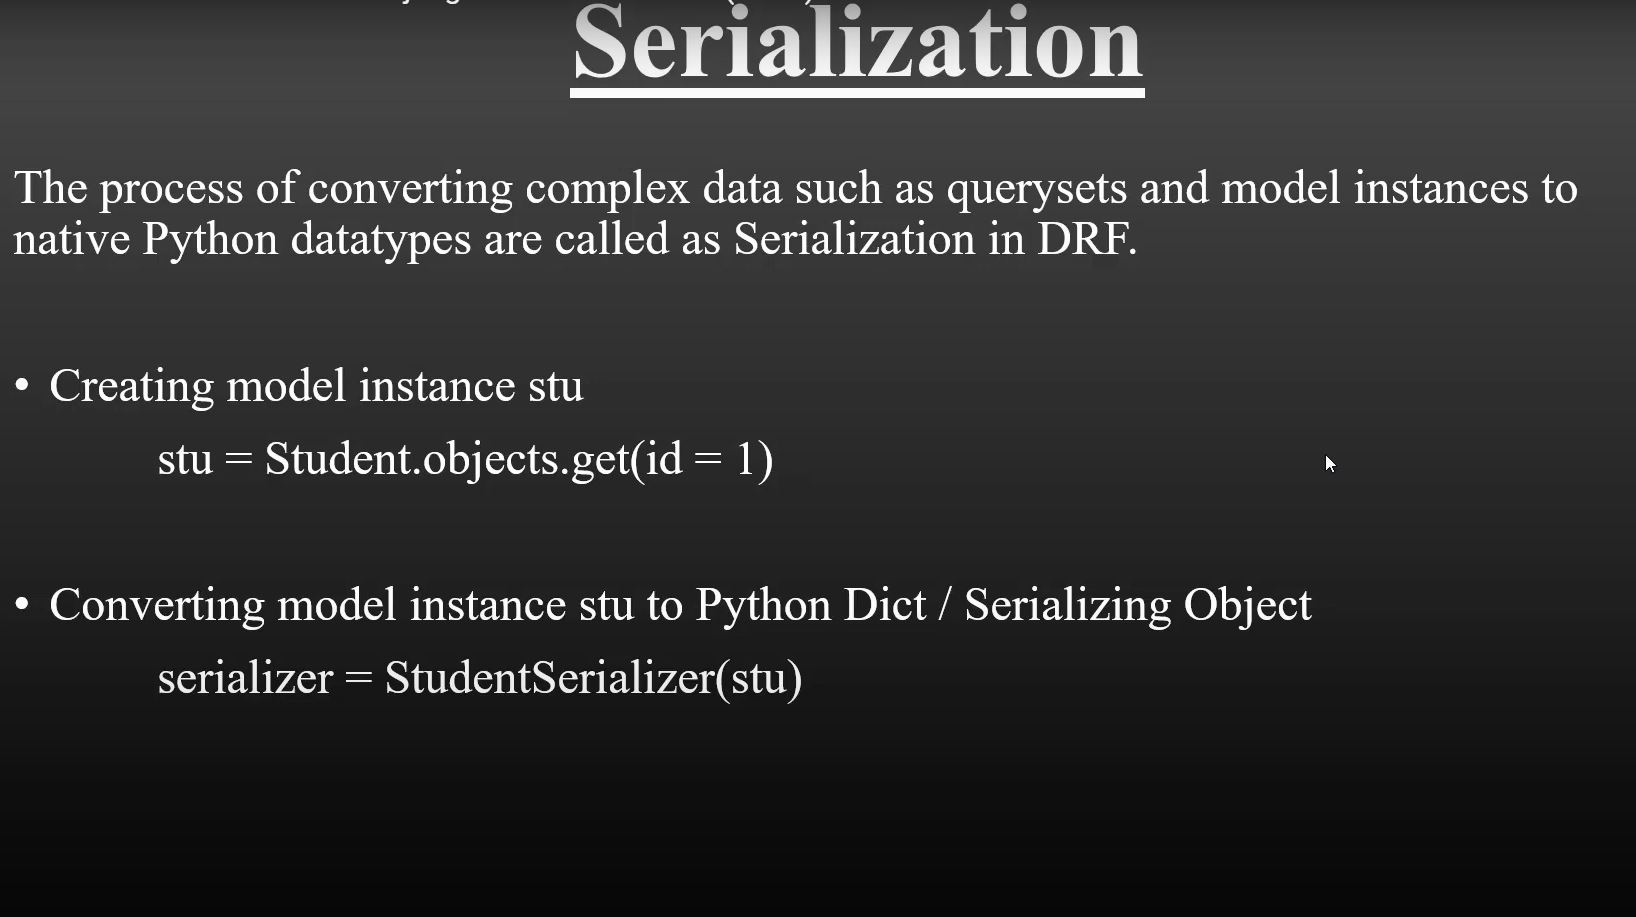 Serialization
The process of converting complex data such as querysets and model instances to
native Python datatypes are called as Serialization in DRF.
• Creating model instance stu
stu = Student.objects.get(id = 1)
• Converting model instance stu to Python Dict / Serializing Object
serializer = StudentSerializer(stu)